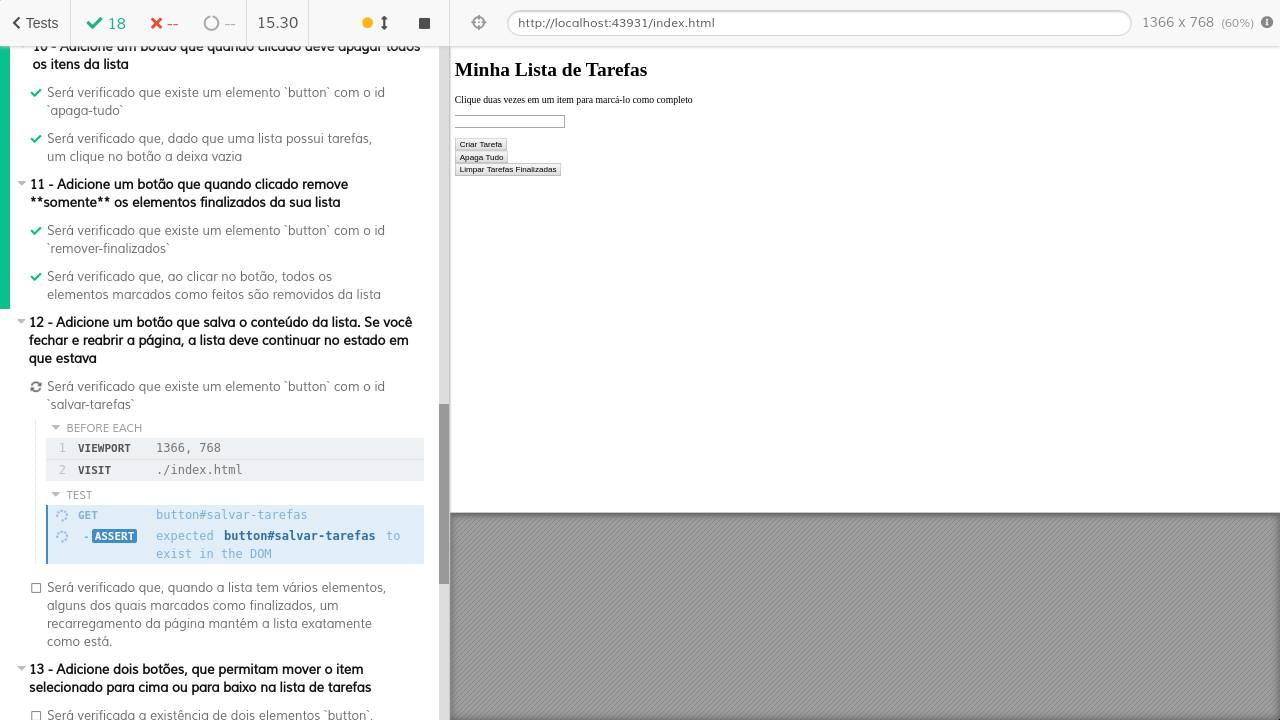 Tests
18
--
--
15.30
http://localhost:43931/index.html
1366 x 768 (60%)
10 - Adicione um botão que quando clicado deve apagar todos
os itens da lista
Será verificado que existe um elemento `button` com o id
`apaga-tudo`
Será verificado que, dado que uma lista possui tarefas,
um clique no botão a deixa vazia
11 - Adicione um botão que quando clicado remove
**somente** os elementos finalizados da sua lista
Será verificado que existe um elemento `button` com o id
`remover-finalizados`
Será verificado que, ao clicar no botão, todos os
elementos marcados como feitos são removidos da lista
12 - Adicione um botão que salva o conteúdo da lista. Se você
fechar e reabrir a página, a lista deve continuar no estado em
que estava
Será verificado que existe um elemento `button` com o id
`salvar-tarefas`
BEFORE EACH
1 VIEWPORT 1366, 768
2 VISIT ./index.html
TEST
GET button#salvar-tarefas
- ASSERT expected button#salvar-tarefas to
exist in the DOM
Será verificado que, quando a lista tem vários elementos,
alguns dos quais marcados como finalizados, um
recarregamento da página mantém a lista exatamente
como está.
13 - Adicione dois botões, que permitam mover o item
selecionado para cima ou para baixo na lista de tarefas
Será verificada a existência de dois elementos `button`,
Minha Lista de Tarefas
Clique duas vezes em um item para marcá-lo como completo
Criar Tarefa
Apaga Tudo
Limpar Tarefas Finalizadas